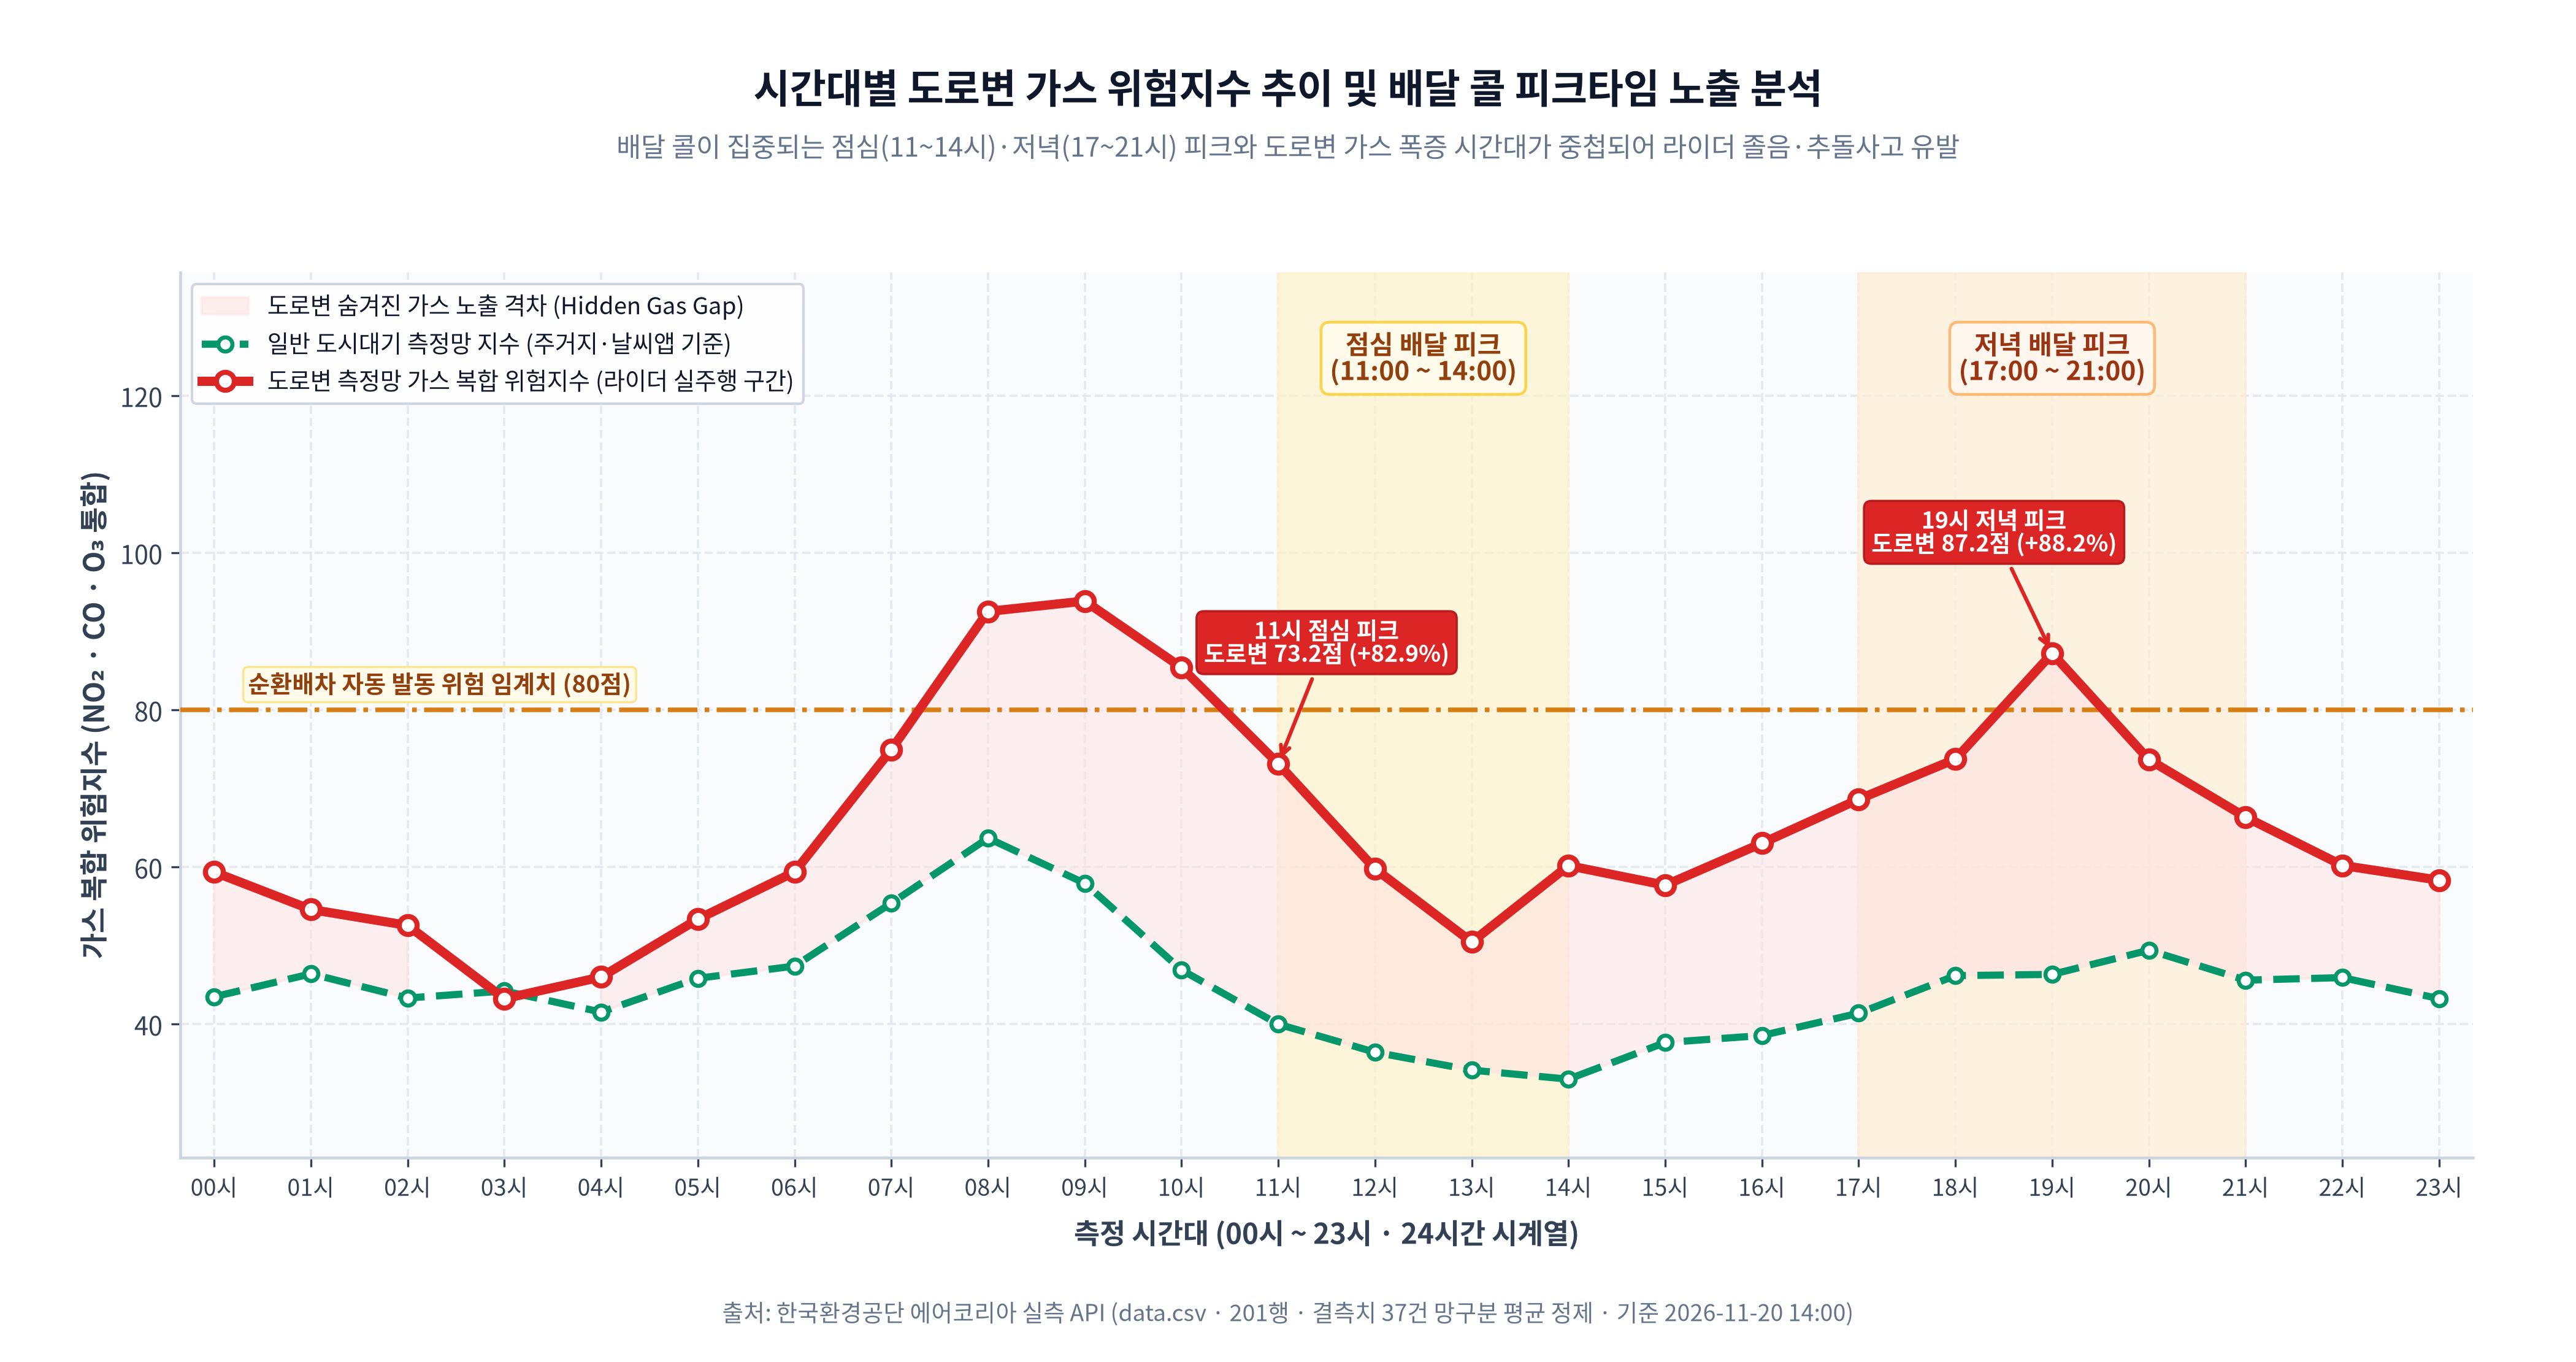 시간대별 도로변 가스 위험지수 추이 및 배달 콜 피크타임 노출 분석
배달 콜이 집중되는 점심(11~14시)·저녁(17~21시) 피크와 도로변 가스 폭증 시간대가 중첩되어 라이더 졸음·추돌사고 유발
도로변 숨겨진 가스 노출 격차 (Hidden Gas Gap)
일반 도시대기 측정망 지수 (주거지·날씨앱 기준)
도로변 측정망 가스 복합 위험지수 (라이더 실주행 구간)
점심 배달 피크
(11:00 ~ 14:00)
저녁 배달 피크
(17:00 ~ 21:00)
19시 저녁 피크
도로변 87.2점 (+88.2%)
11시 점심 피크
도로변 73.2점 (+82.9%)
순환배차 자동 발동 위험 임계치 (80점)
가스 복합 위험지수 (NO₂ · CO · O₃ 통합)
120
100
80
60
40
00시 01시 02시 03시 04시 05시 06시 07시 08시 09시 10시 11시 12시 13시 14시 15시 16시 17시 18시 19시 20시 21시 22시 23시
측정 시간대 (00시 ~ 23시 · 24시간 시계열)
출처: 한국환경공단 에어코리아 실측 API (data.csv · 201행 · 결측치 37건 망구분 평균 정제 · 기준 2026-11-20 14:00)